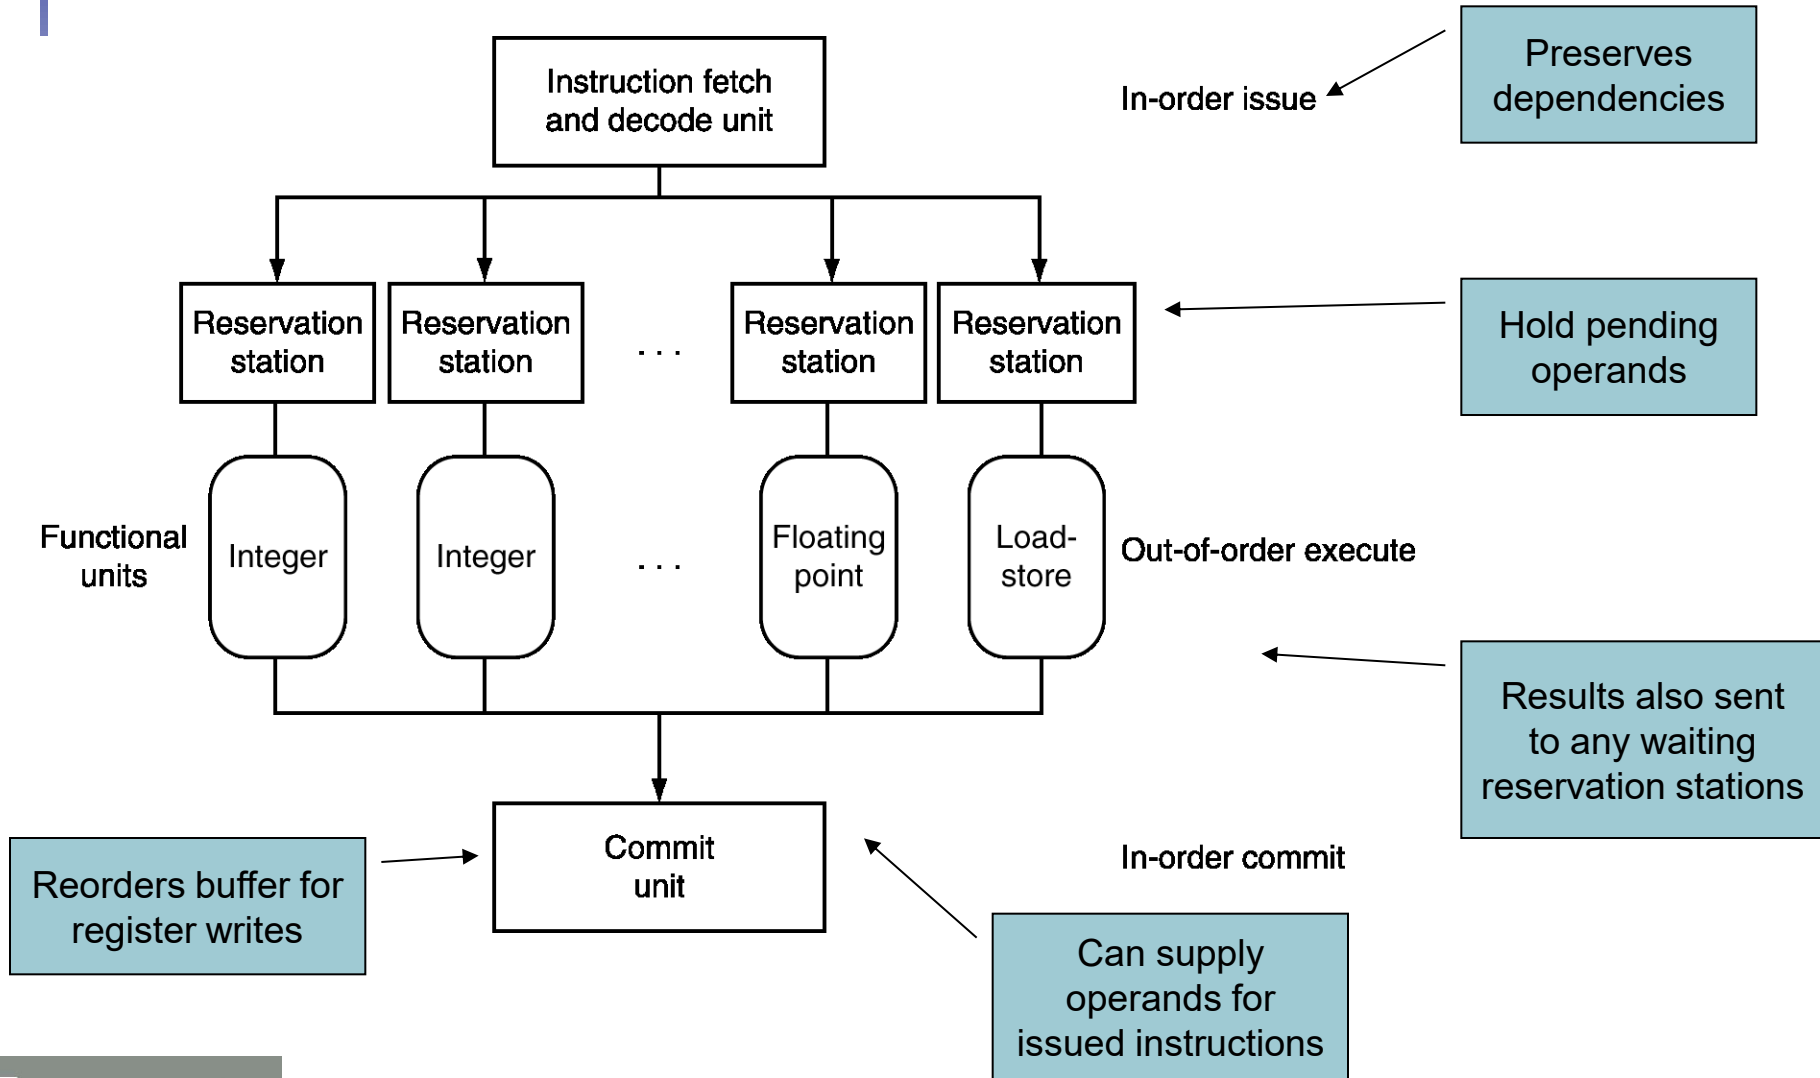 Instruction fetch
and decode unit
In-order issue
Preserves
dependencies
Reservation
station
Reservation
station
. . .
Reservation
station
Reservation
station
Hold pending
operands
Functional
units
Integer
Integer
. . .
Floating
point
Load-
store
Out-of-order execute
Results also sent
to any waiting
reservation stations
Commit
unit
In-order commit
Reorders buffer for
register writes
Can supply
operands for
issued instructions